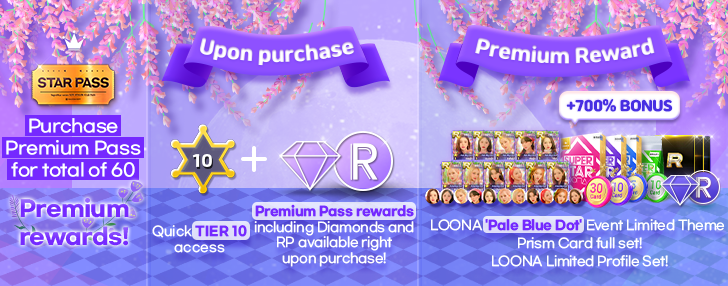 STAR PASS
Purchase
Premium Pass
for total of 60
Premium
rewards!
Upon purchase
10
+
R
Quick TIER 10
access
Premium Pass rewards
including Diamonds and
RP available right
upon purchase!
Premium Reward
+700% BONUS
SUPER
STAR
30
Card
10
R
R
LOONA 'Pale Blue Dot' Event Limited Theme
Prism Card full set!
LOONA Limited Profile Set!